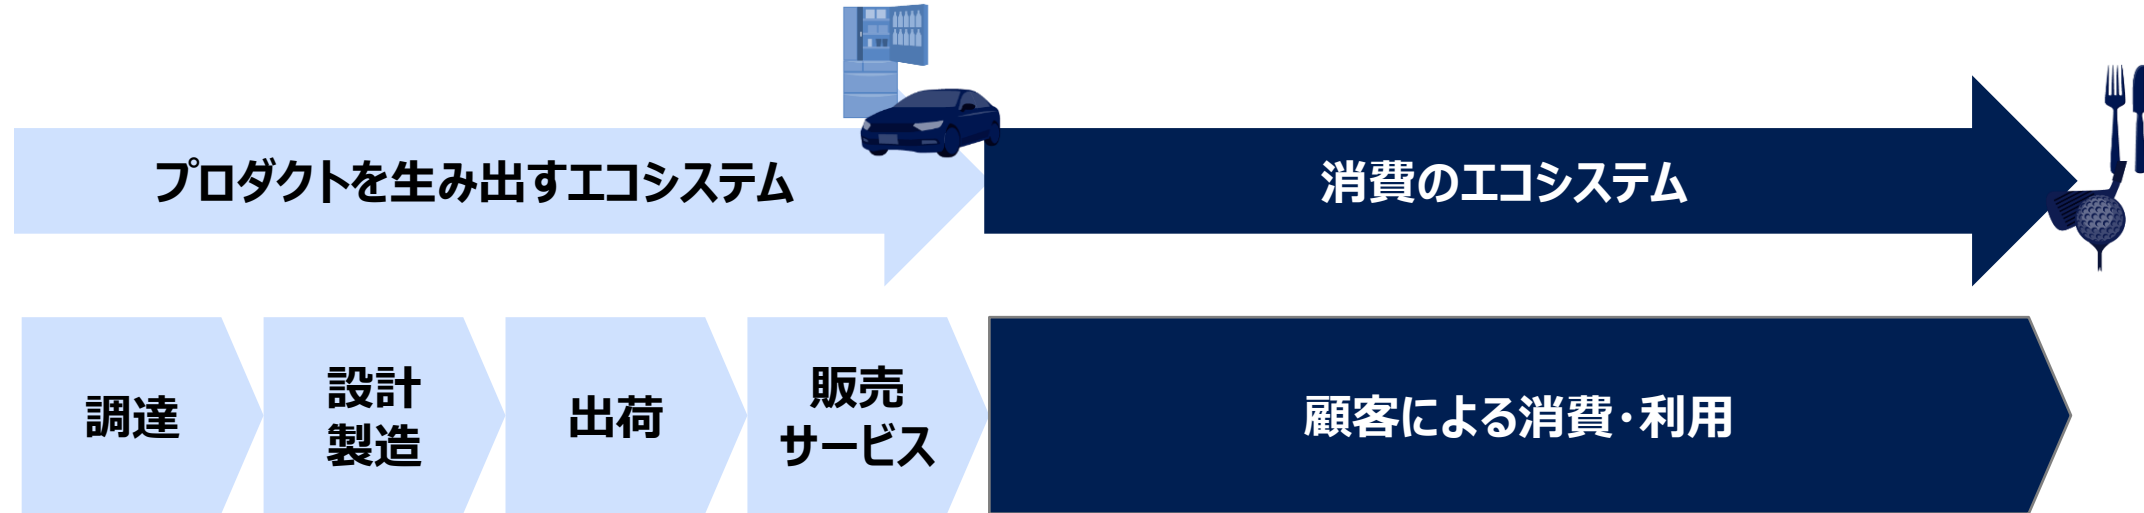 プロダクトを生み出すエコシステム
消費のエコシステム
調達
設計
製造
出荷
販売
サービス
顧客による消費・利用